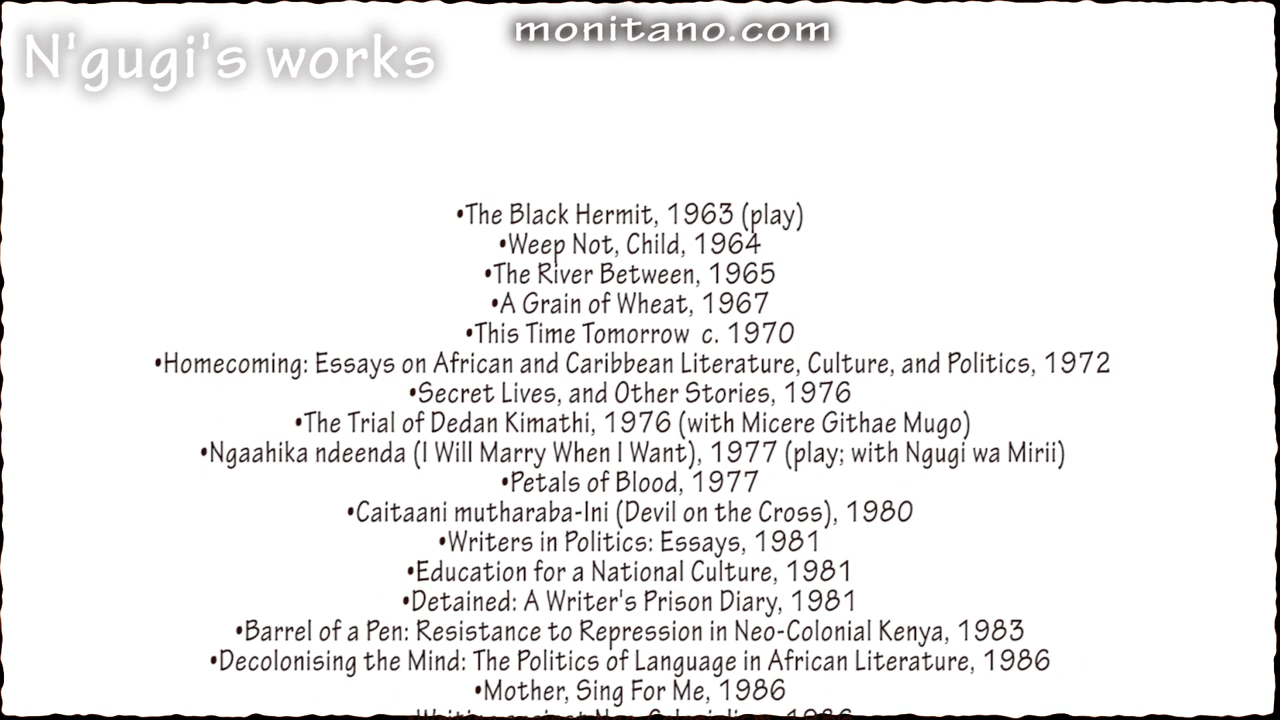 monitano.com
N'gugi's works
•The Black Hermit, 1963 (play)
•Weep Not, Child, 1964
•The River Between, 1965
•A Grain of Wheat, 1967
•This Time Tomorrow c. 1970
•Homecoming: Essays on African and Caribbean Literature, Culture, and Politics, 1972
•Secret Lives, and Other Stories, 1976
•The Trial of Dedan Kimathi, 1976 (with Micere Githae Mugo)
•Ngaahika ndeenda (I Will Marry When I Want), 1977 (play; with Ngugi wa Mirii)
•Petals of Blood, 1977
•Caitaani mutharaba-Ini (Devil on the Cross), 1980
•Writers in Politics: Essays, 1981
•Education for a National Culture, 1981
•Detained: A Writer's Prison Diary, 1981
•Barrel of a Pen: Resistance to Repression in Neo-Colonial Kenya, 1983
•Decolonising the Mind: The Politics of Language in African Literature, 1986
•Mother, Sing For Me, 1986